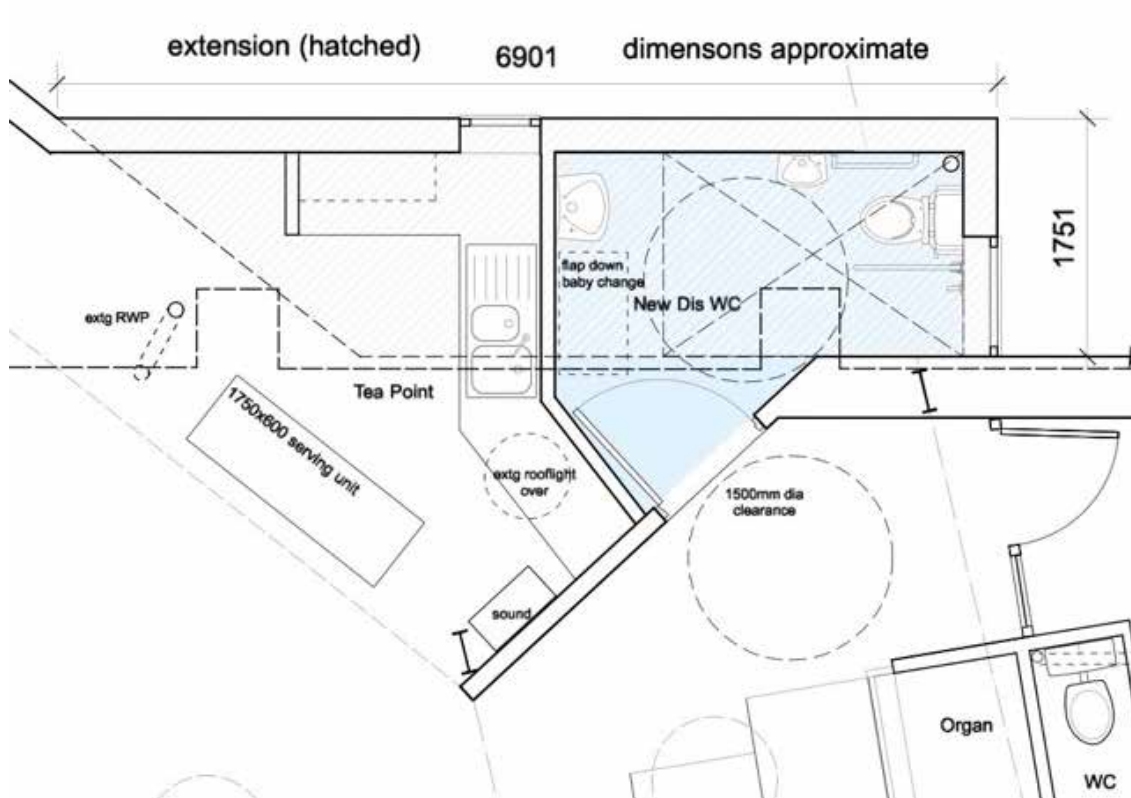 extension (hatched)
6901
dimensons approximate
1751
flap down
baby change
New Dis WC
extg RWP
Tea Point
1750x600 serving unit
extg rooflight
over
1500mm dia
clearance
sound
Organ
WC